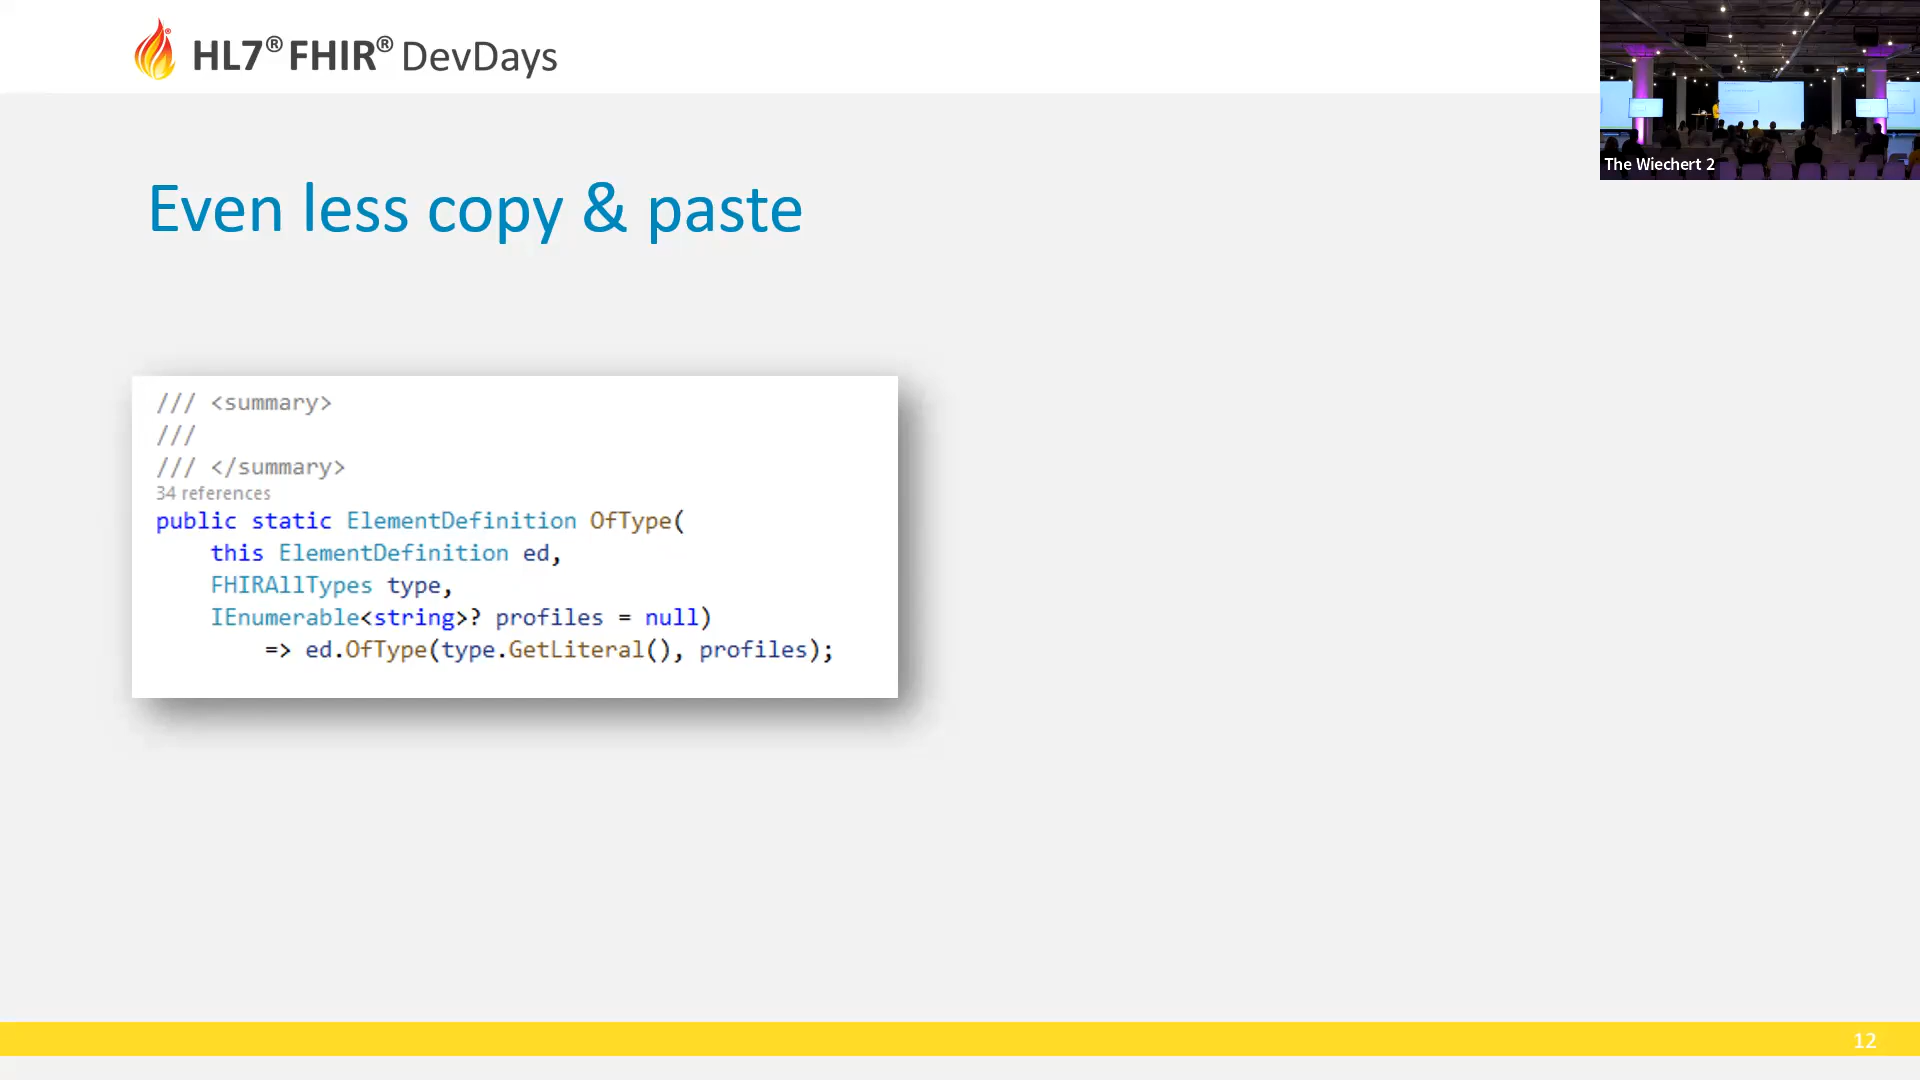 HL7® FHIR® DevDays
The Wiechert 2
Even less copy & paste
/// <summary>
///
/// </summary>
34 references
public static ElementDefinition OfType(
this ElementDefinition ed,
FHIRAllTypes type,
IEnumerable<string>? profiles = null)
=> ed.OfType(type.GetLiteral(), profiles);
12